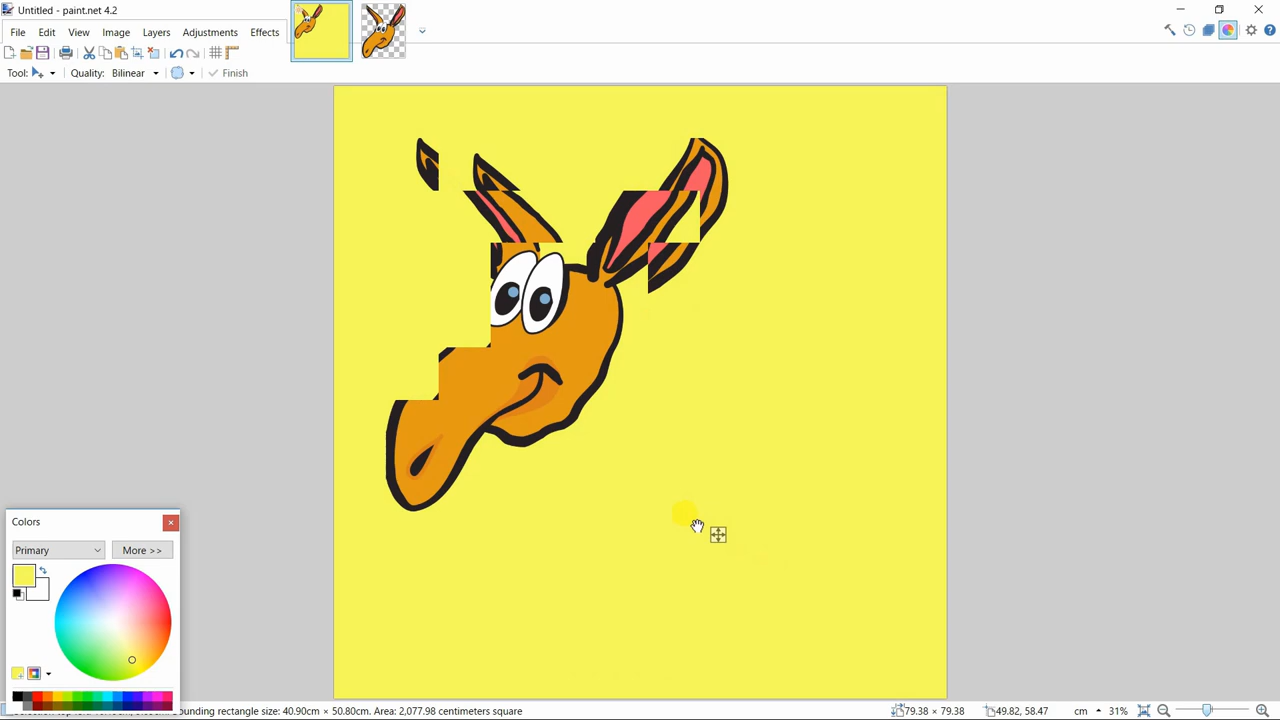 Untitled - paint.net 4.2
File Edit View Image Layers Adjustments Effects
Tool: Quality: Bilinear Finish
Colors
Primary More >>
ounding rectangle size: 40.90cm × 50.80cm. Area: 2,077.98 centimeters square 79.38 × 79.38 49.82, 58.47 cm 31%